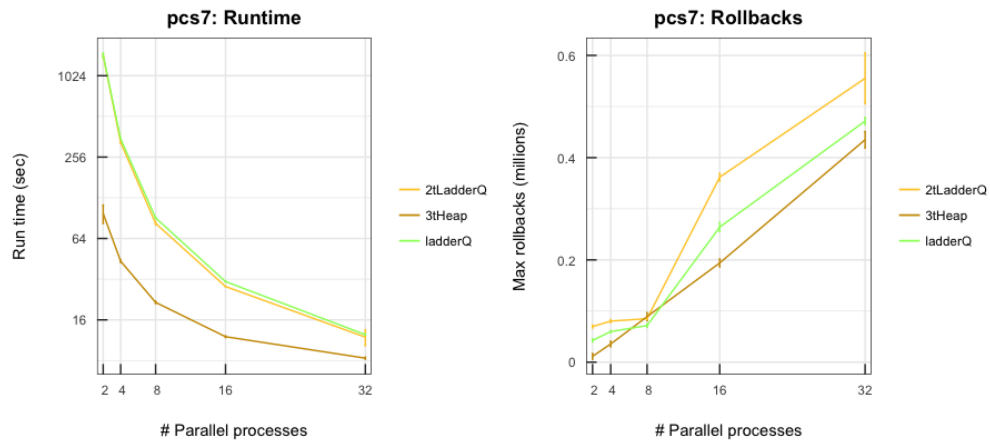 pcs7: Runtime
1024
256
64
16
2 4 8 16 32
Run time (sec)
# Parallel processes
2tLadderQ
3tHeap
ladderQ
pcs7: Rollbacks
0.6
0.4
0.2
0
2 4 8 16 32
Max rollbacks (millions)
# Parallel processes
2tLadderQ
3tHeap
ladderQ